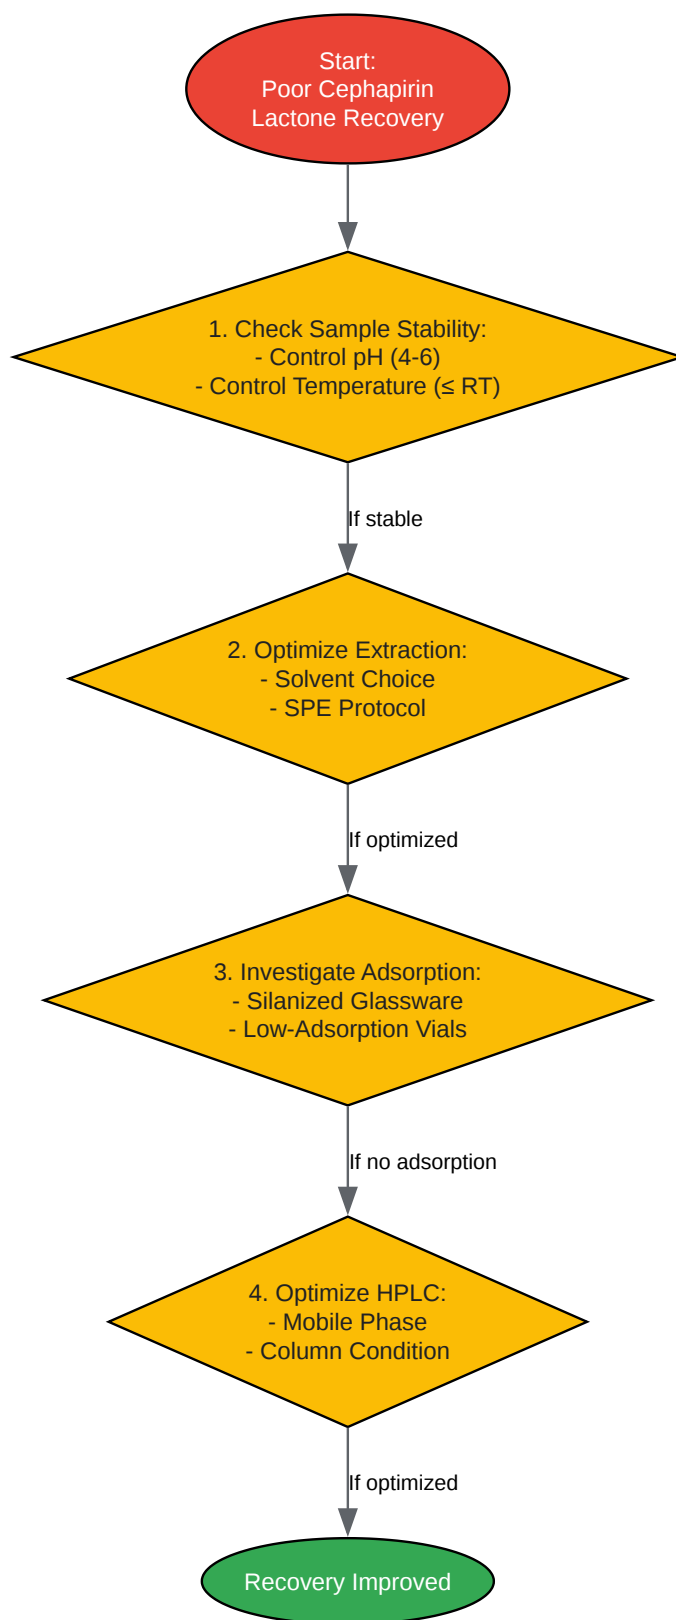 Start:
Poor Cephapirin
Lactone Recovery
1. Check Sample Stability:
- Control pH (4-6)
- Control Temperature (≤ RT)
If stable
2. Optimize Extraction:
- Solvent Choice
- SPE Protocol
If optimized
3. Investigate Adsorption:
- Silanized Glassware
- Low-Adsorption Vials
If no adsorption
4. Optimize HPLC:
- Mobile Phase
- Column Condition
If optimized
Recovery Improved